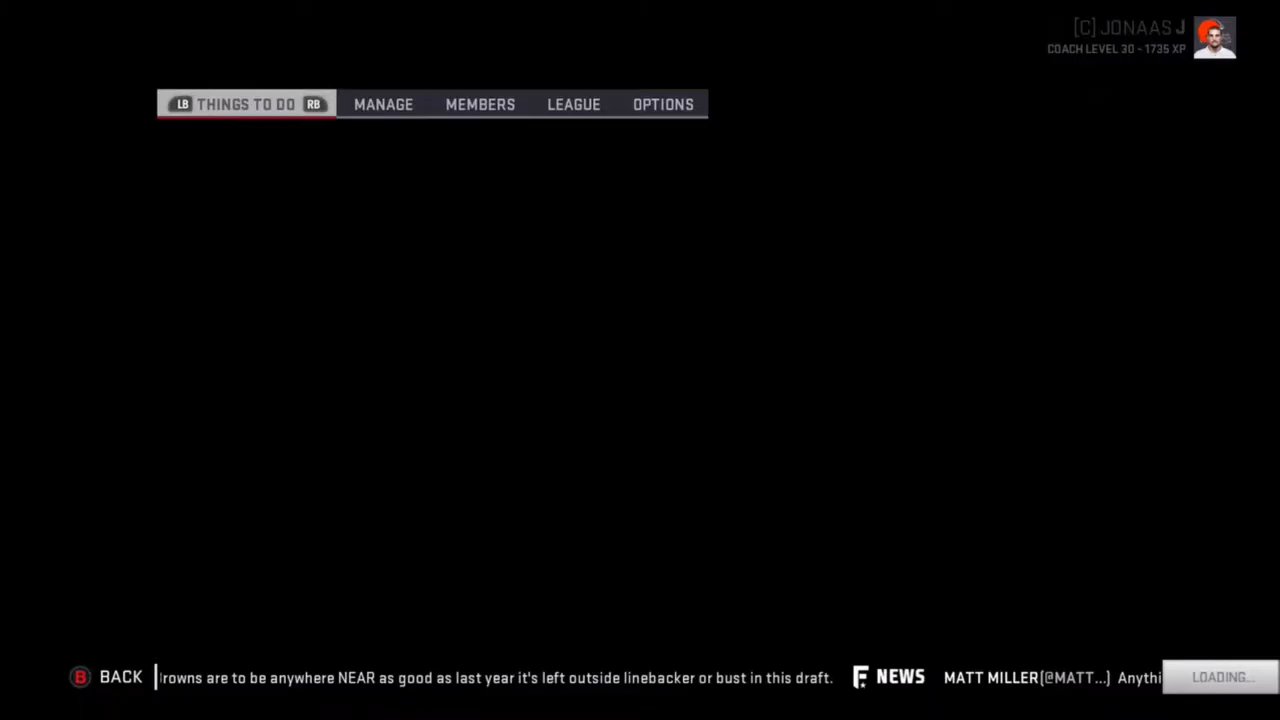 [C] JONAAS J
COACH LEVEL 30 - 1735 XP
LB THINGS TO DO RB MANAGE MEMBERS LEAGUE OPTIONS
B BACK rowns are to be anywhere NEAR as good as last year it's left outside linebacker or bust in this draft. F NEWS MATT MILLER(@MATT...) Anythi LOADING...